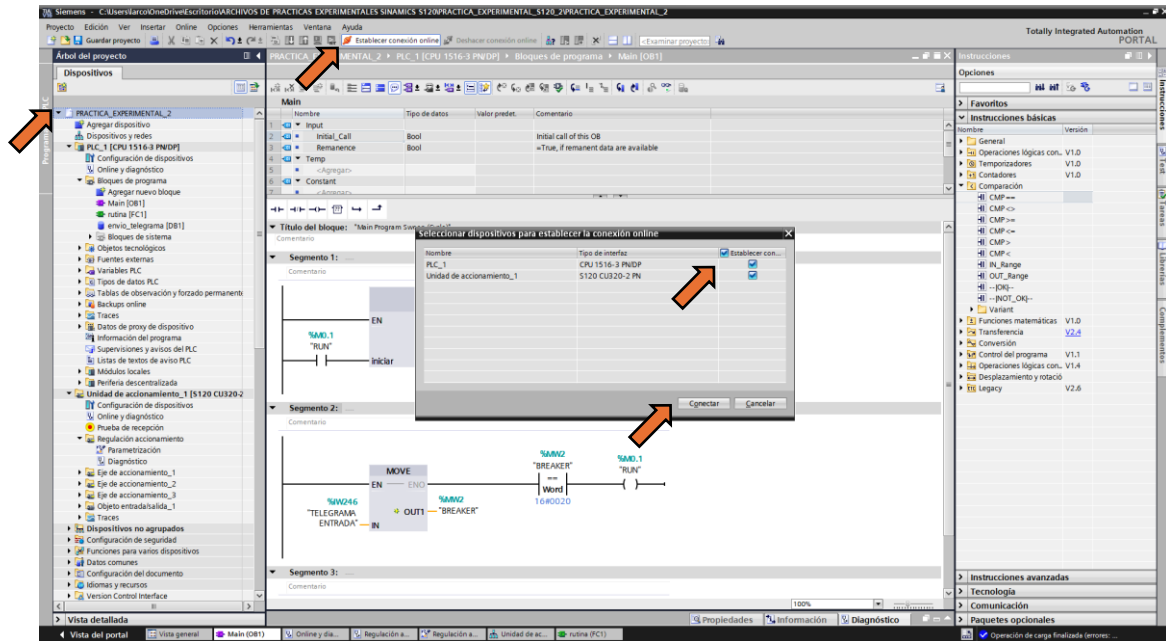 Siemens - C:\Users\larco\OneDrive\Escritorio\ARCHIVOS DE PRACTICAS EXPERIMENTALES SINAMICS S120\PRACTICA_EXPERIMENTAL_S120_2\PRACTICA_EXPERIMENTAL_2
Proyecto Edición Ver Insertar Online Opciones Herramientas Ventana Ayuda
Guardar proyecto Establecer conexión online Deshacer conexión online <Examinar proyecto>
Totally Integrated Automation
PORTAL
Árbol del proyecto
MENTAL_2 PLC_1 [CPU 1516-3 PN/DP] Bloques de programa Main [OB1]
Instrucciones
Dispositivos
Opciones
PRACTICA_EXPERIMENTAL_2
Agregar dispositivo
Dispositivos y redes
PLC_1 [CPU 1516-3 PN/DP]
Configuración de dispositivos
Online y diagnóstico
Bloques de programa
Agregar nuevo bloque
Main [OB1]
rutina [FC1]
envio_telegrama [DB1]
Bloques de sistema
Objetos tecnológicos
Fuentes externas
Variables PLC
Tipos de datos PLC
Tablas de observación y forzado permanente
Backups online
Traces
Datos de proxy de dispositivo
Información del programa
Supervisiones y avisos del PLC
Listas de textos de aviso PLC
Módulos locales
Periferia descentralizada
Unidad de accionamiento_1 [S120 CU320-2
Configuración de dispositivos
Online y diagnóstico
Prueba de recepción
Regulación accionamiento
Parametrización
Diagnóstico
Eje de accionamiento_1
Eje de accionamiento_2
Eje de accionamiento_3
Objeto entrada/salida_1
Traces
Dispositivos no agrupados
Configuración de seguridad
Funciones para varios dispositivos
Datos comunes
Configuración del documento
Idiomas y recursos
Version Control Interface
Vista detallada
Main
Nombre Tipo de datos Valor predet. Comentario
1 Input
2 Initial_Call Bool Initial call of this OB
3 Remanence Bool =True, if remanent data are available
4 Temp
5 <Agregar>
6 Constant
7 <Agregar>
Título del bloque: "Main Program Sweep
Comentario
Segmento 1: ....
Comentario
EN
%M0.1
"RUN"
iniciar
Seleccionar dispositivos para establecer la conexión online
Nombre Tipo de interfaz Establecer con...
PLC_1 CPU 1516-3 PN/DP
Unidad de accionamiento_1 S120 CU320-2 PN
Conectar Cancelar
Segmento 2: ....
Comentario
MOVE
EN ENO
%IW246
"TELEGRAMA
ENTRADA"
IN
OUT1
%MW2
"BREAKER"
%MW2
"BREAKER"
==
Word
16#0020
%M0.1
"RUN"
Segmento 3: ....
Comentario
100%
Propiedades Información Diagnóstico
Favoritos
Instrucciones básicas
Nombre Versión
General
Operaciones lógicas con.. V1.0
Temporizadores V1.0
Contadores V1.0
Comparación
CMP ==
CMP <>
CMP >=
CMP <=
CMP >
CMP <
IN_Range
OUT_Range
--|OK|--
--|NOT_OK|--
Variant
Funciones matemáticas V1.0
Transferencia V2.4
Conversión
Control del programa V1.1
Operaciones lógicas con.. V1.4
Desplazamiento y rotació
Legacy V2.6
Instrucciones avanzadas
Tecnología
Comunicación
Paquetes opcionales
Instrucciones
Test
Tareas
Librerías
Complementos
Vista del portal Vista general Main (OB1) Online y dia... Regulación a... Regulación a... Unidad de ac... rutina (FC1)
Operación de carga finalizada (errores: ...